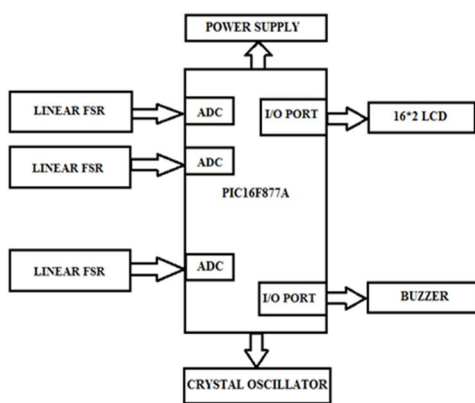 POWER SUPPLY
LINEAR FSR
ADC
I/O PORT
16*2 LCD
LINEAR FSR
ADC
PIC16F877A
LINEAR FSR
ADC
I/O PORT
BUZZER
CRYSTAL OSCILLATOR